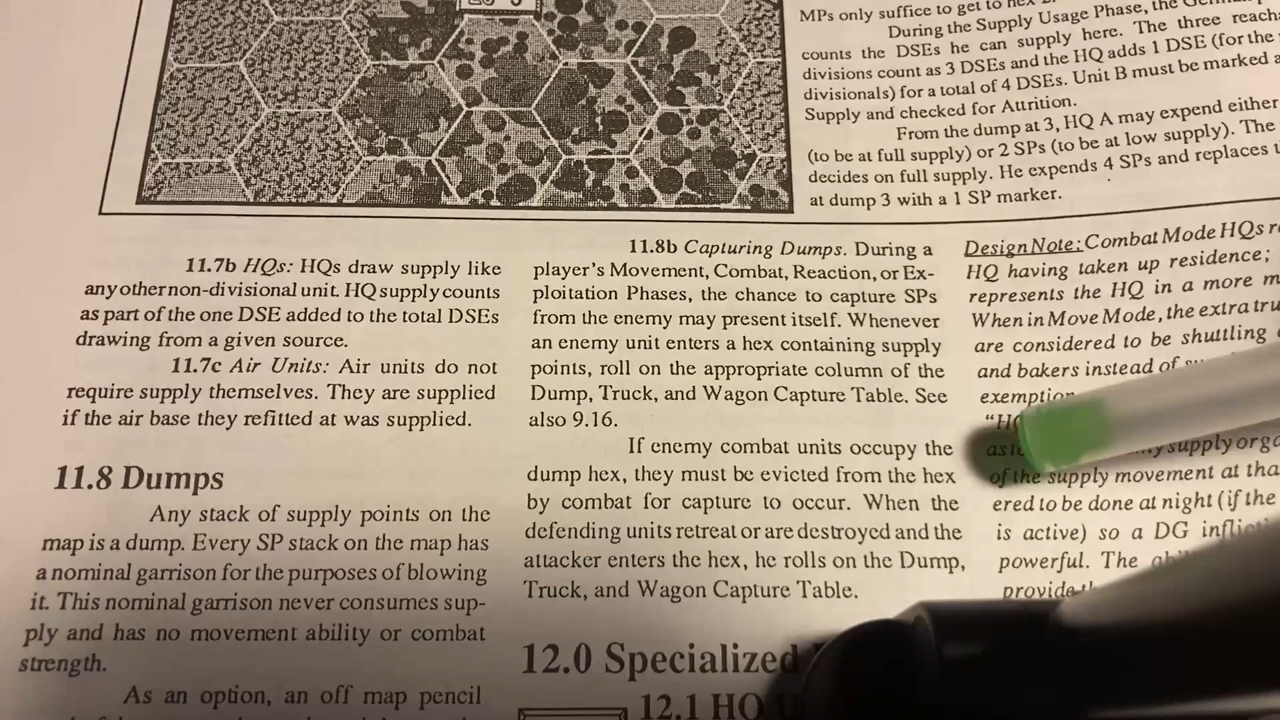 MPs only suffice to get to hex
During the Supply Usage Phase, the
counts the DSEs he can supply here. The three
divisions count as 3 DSEs and the HQ adds 1 DSE (for the
divisionals) for a total of 4 DSEs. Unit B must be marked
Supply and checked for Attrition.
From the dump at 3, HQ A may expend either
(to be at full supply) or 2 SPs (to be at low supply). The
decides on full supply. He expends 4 SPs and replaces
at dump 3 with a 1 SP marker.
11.7b HQs: HQs draw supply like
any other non-divisional unit. HQ supply counts
as part of the one DSE added to the total DSEs
drawing from a given source.
11.7c Air Units: Air units do not
require supply themselves. They are supplied
if the air base they refitted at was supplied.
11.8 Dumps
Any stack of supply points on the
map is a dump. Every SP stack on the map has
a nominal garrison for the purposes of blowing
it. This nominal garrison never consumes sup-
ply and has no movement ability or combat
strength.
As an option, an off map pencil
11.8b Capturing Dumps. During a
player's Movement, Combat, Reaction, or Ex-
ploitation Phases, the chance to capture SPs
from the enemy may present itself. Whenever
an enemy unit enters a hex containing supply
points, roll on the appropriate column of the
Dump, Truck, and Wagon Capture Table. See
also 9.16.
If enemy combat units occupy the
dump hex, they must be evicted from the hex
by combat for capture to occur. When the
defending units retreat or are destroyed and the
attacker enters the hex, he rolls on the Dump,
Truck, and Wagon Capture Table.
12.0 Specialized
12.1 HQ
Design Note: Combat Mode HQs
HQ having taken up residence;
represents the HQ in a more
When in Move Mode, the extra
are considered to be shuttling
and bakers instead of
supply
of the supply movement at
ered to be done at night (if the
is active) so a DG
powerful. The
provide